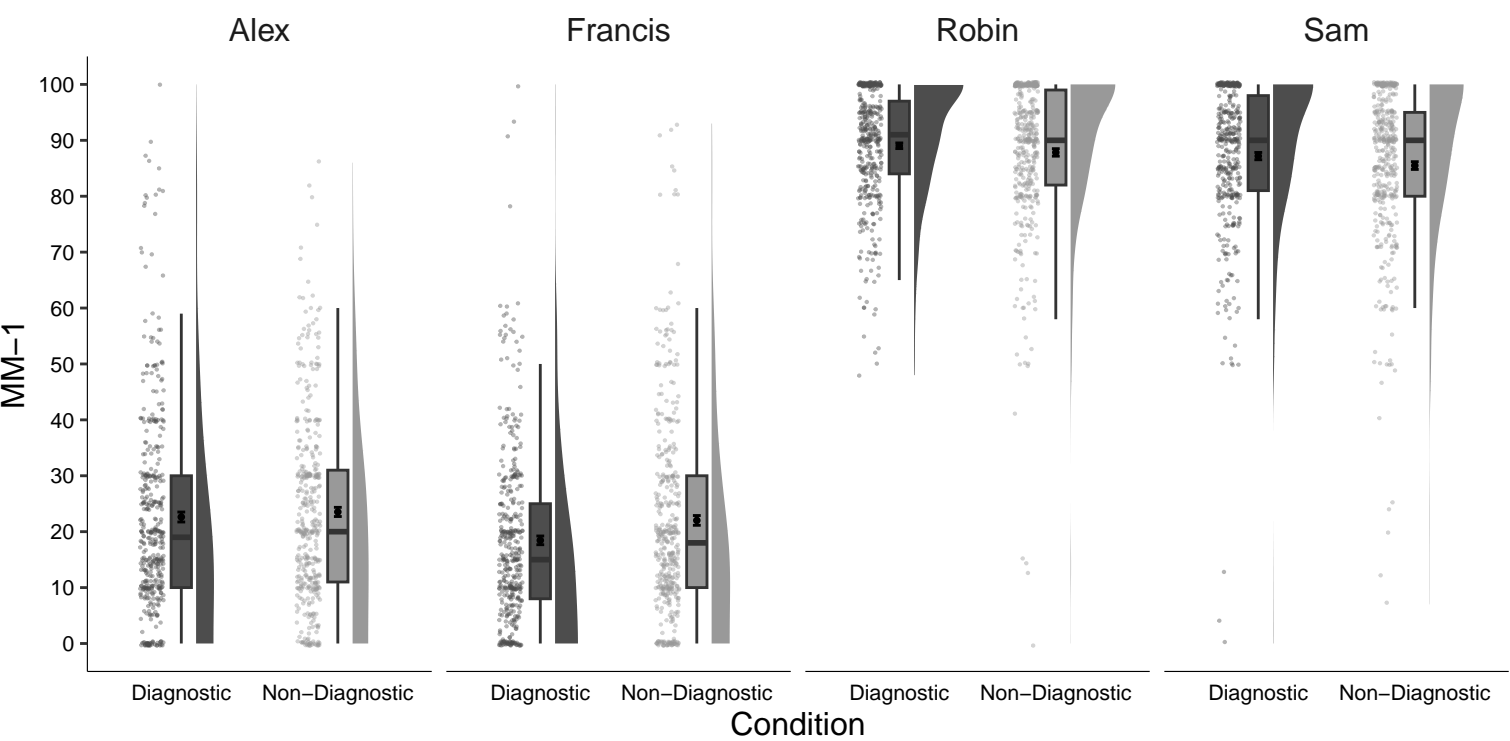 Alex Francis Robin Sam
MM−1
100
90
80
70
60
50
40
30
20
10
0
Diagnostic Non−Diagnostic Diagnostic Non−Diagnostic Diagnostic Non−Diagnostic Diagnostic Non−Diagnostic
Condition